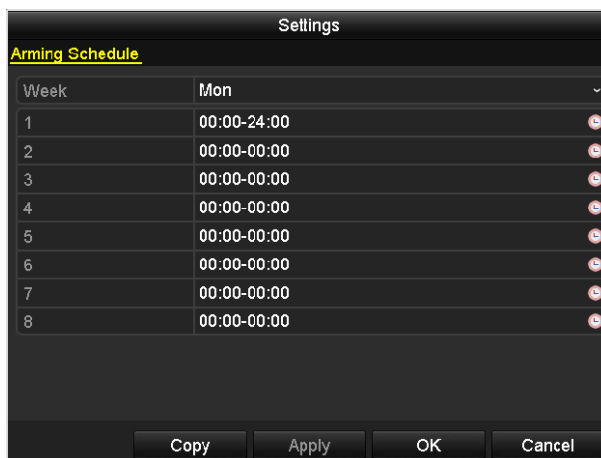 Settings
Arming Schedule
Week Mon
1 00:00-24:00
2 00:00-00:00
3 00:00-00:00
4 00:00-00:00
5 00:00-00:00
6 00:00-00:00
7 00:00-00:00
8 00:00-00:00
Copy Apply OK Cancel